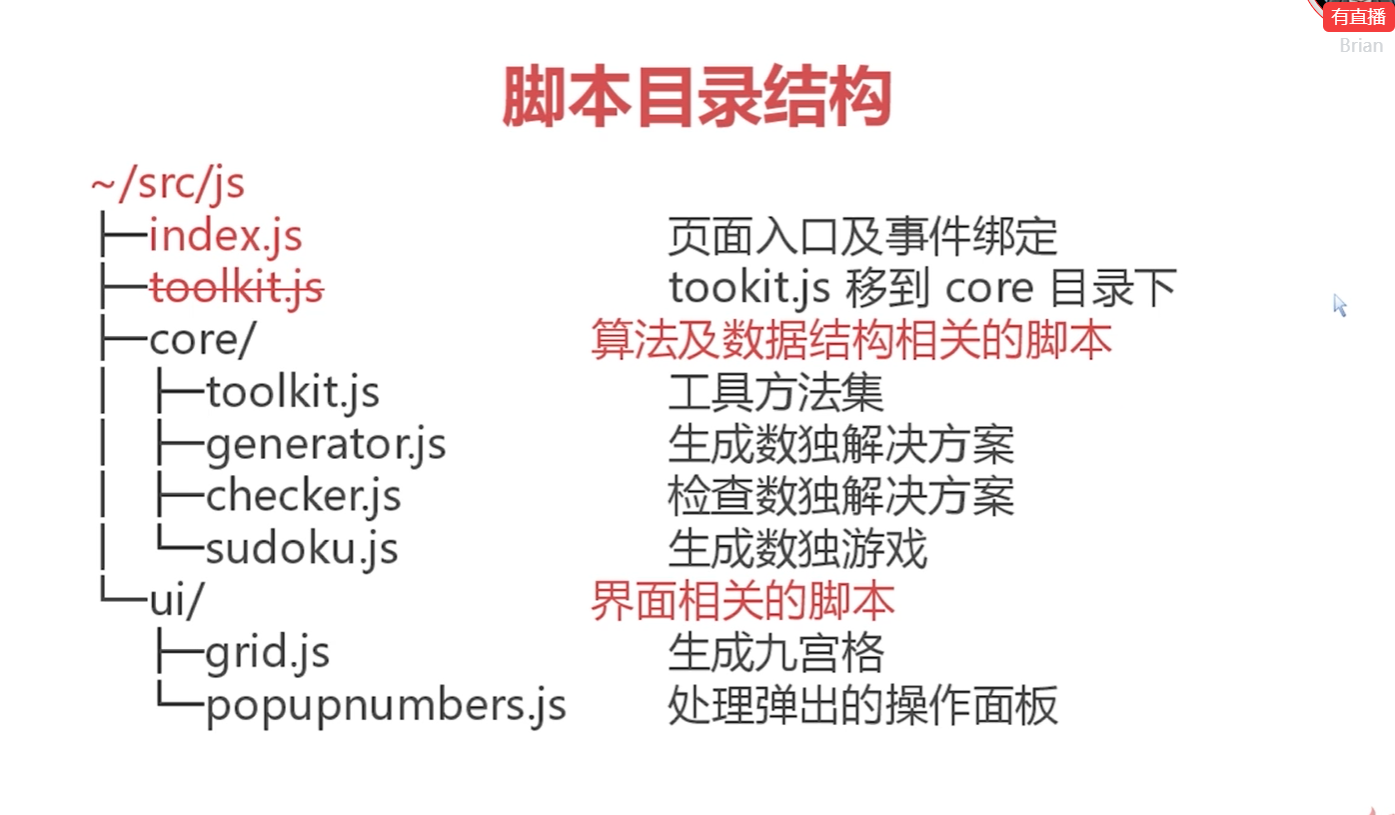 有直播
Brian
脚本目录结构
~/src/js
├─index.js 页面入口及事件绑定
├─toolkit.js tookit.js 移到 core 目录下
├─core/ 算法及数据结构相关的脚本
│ ├─toolkit.js 工具方法集
│ ├─generator.js 生成数独解决方案
│ ├─checker.js 检查数独解决方案
│ └─sudoku.js 生成数独游戏
└─ui/ 界面相关的脚本
├─grid.js 生成九宫格
└─popupnumbers.js 处理弹出的操作面板